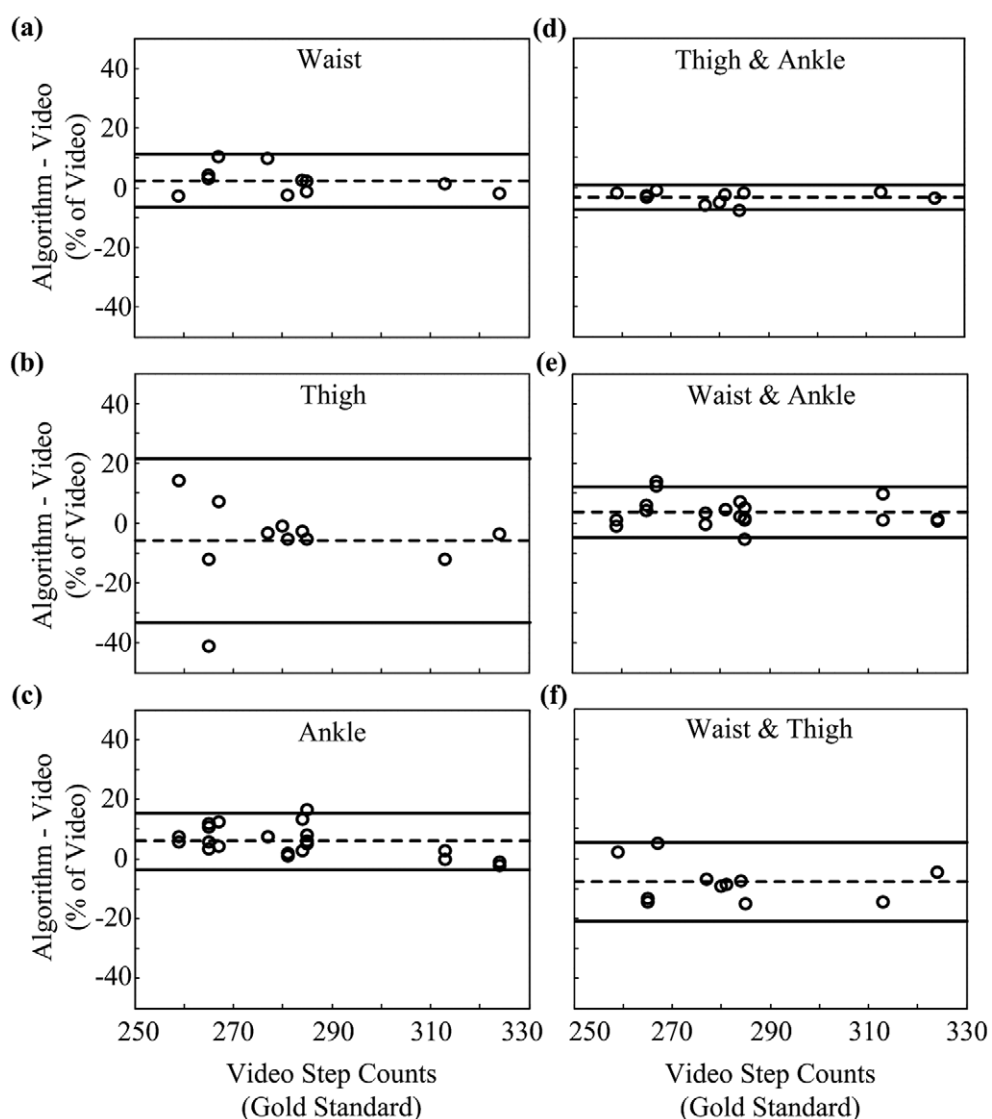 (a)
Waist
40
20
0
-20
-40
Algorithm - Video
(% of Video)
(b)
Thigh
40
20
0
-20
-40
Algorithm - Video
(% of Video)
(c)
Ankle
40
20
0
-20
-40
Algorithm - Video
(% of Video)
250 270 290 310 330
Video Step Counts
(Gold Standard)
(d)
Thigh & Ankle
(e)
Waist & Ankle
(f)
Waist & Thigh
250 270 290 310 330
Video Step Counts
(Gold Standard)